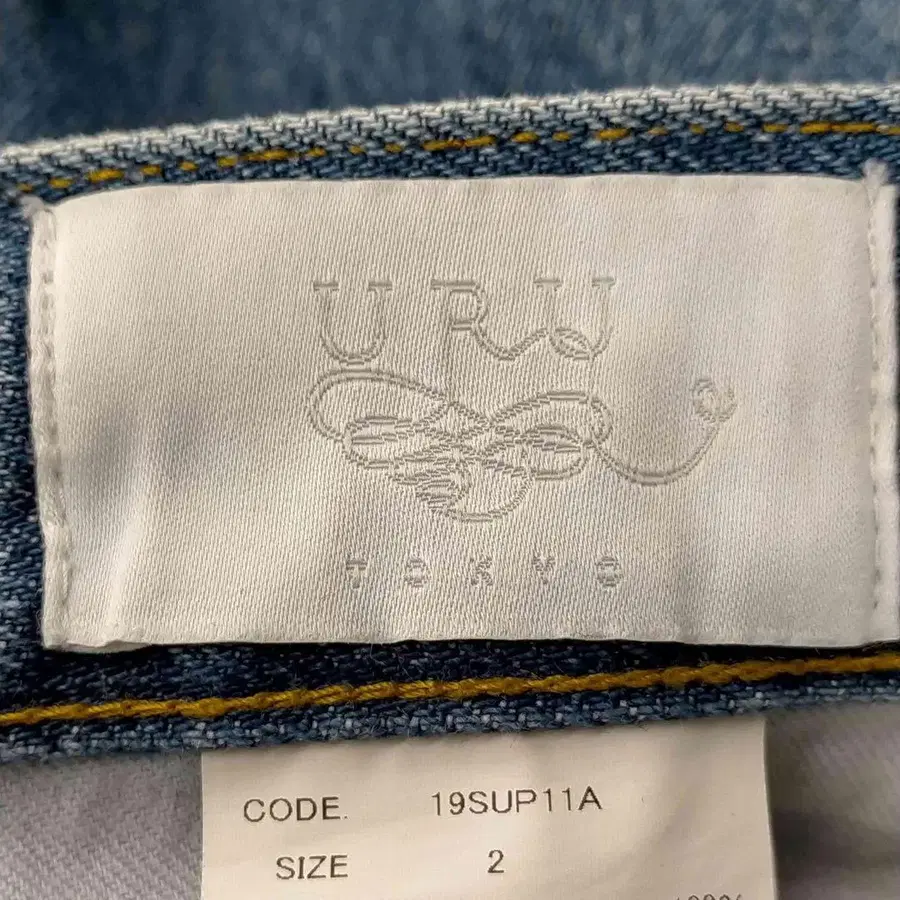 URU
TOKYO
CODE. 19SUP11A
SIZE 2